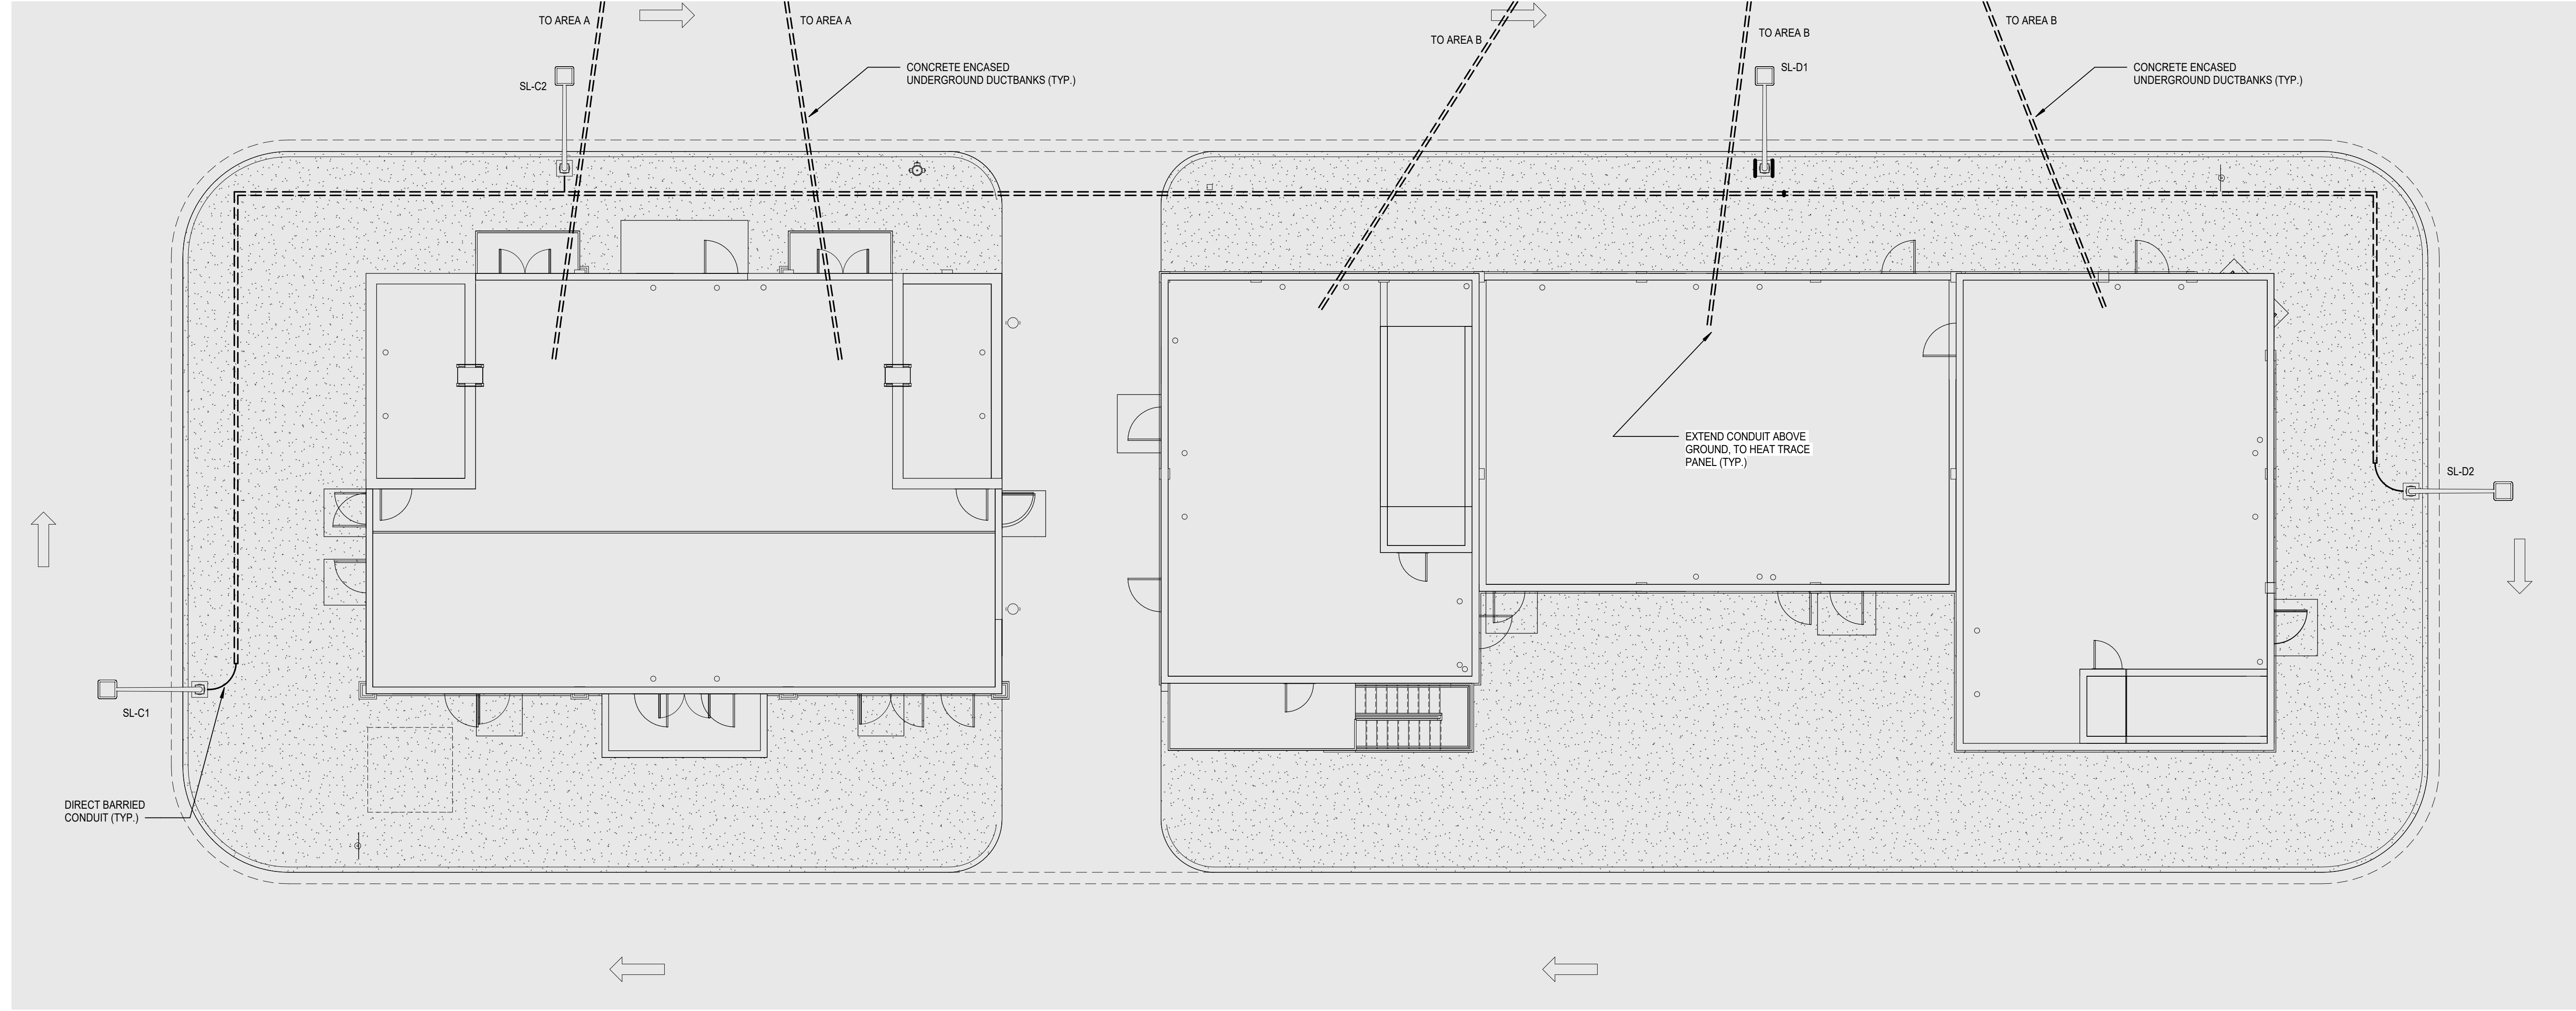 TO AREA A
TO AREA A
TO AREA B
TO AREA B
TO AREA B
CONCRETE ENCASED
UNDERGROUND DUCTBANKS (TYP.)
CONCRETE ENCASED
UNDERGROUND DUCTBANKS (TYP.)
SL-C2
SL-D1
EXTEND CONDUIT ABOVE
GROUND, TO HEAT TRACE
PANEL (TYP.)
SL-D2
SL-C1
DIRECT BARRIED
CONDUIT (TYP.)